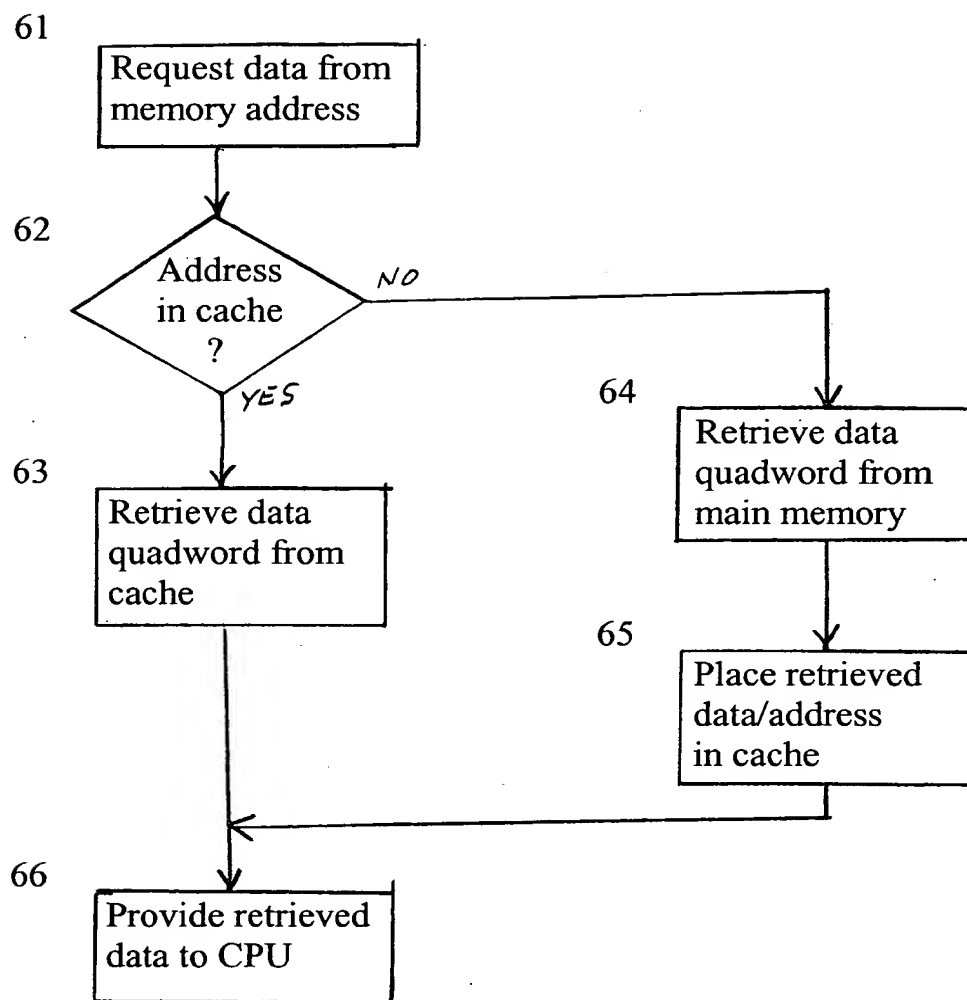 61
Request data from
memory address
62
Address
in cache
?
NO
YES
64
Retrieve data
quadword from
main memory
63
Retrieve data
quadword from
cache
65
Place retrieved
data/address
in cache
66
Provide retrieved
data to CPU